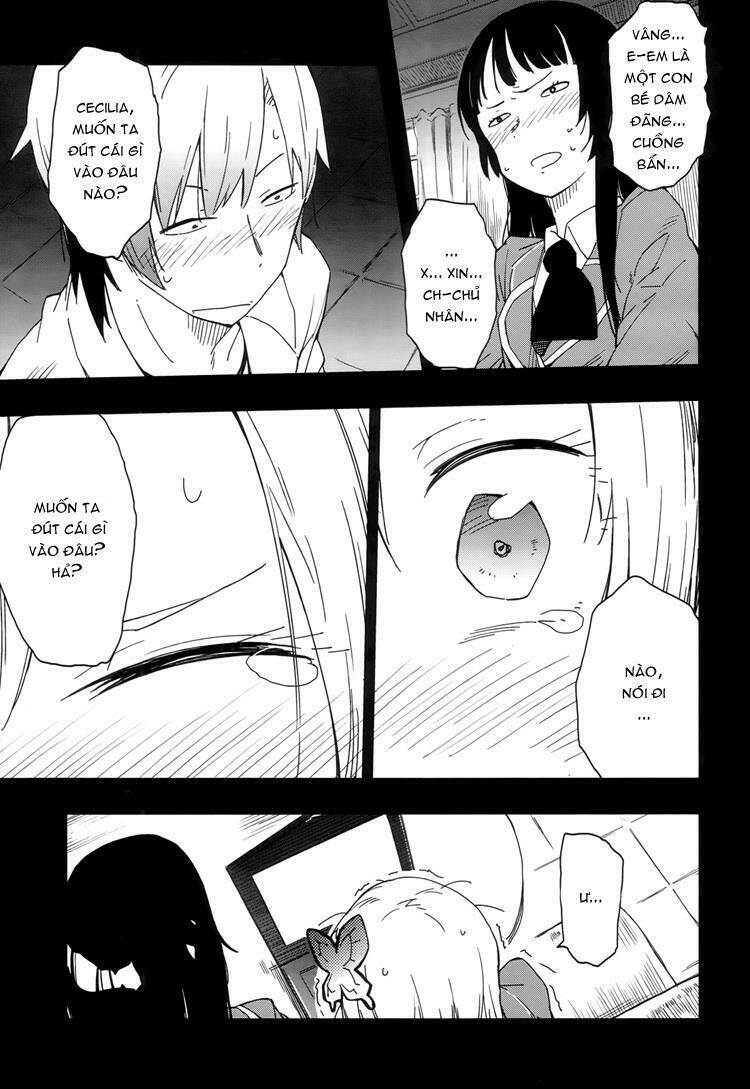 VÂNG...
E-EM LÀ
MỘT CON
BÉ DÂM
ĐÃNG...
CUỒNG
BẤN...
...
X... XIN...
CH-CHỦ
NHÂN...
CECILIA,
MUỐN TA
ĐÚT CÁI GÌ
VÀO ĐÂU
NÀO?
NÀO,
NÓI ĐI
...
MUỐN TA
ĐÚT CÁI GÌ
VÀO ĐÂU?
HẢ?
Ư...